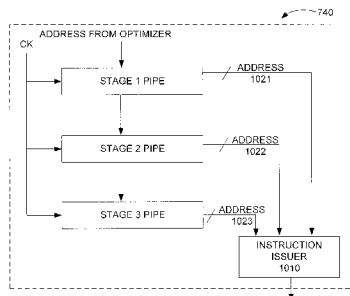 740
ADDRESS FROM OPTIMIZER
CK
STAGE 1 PIPE
ADDRESS
1021
STAGE 2 PIPE
ADDRESS
1022
STAGE 3 PIPE
ADDRESS
1023
INSTRUCTION
ISSUER
1010